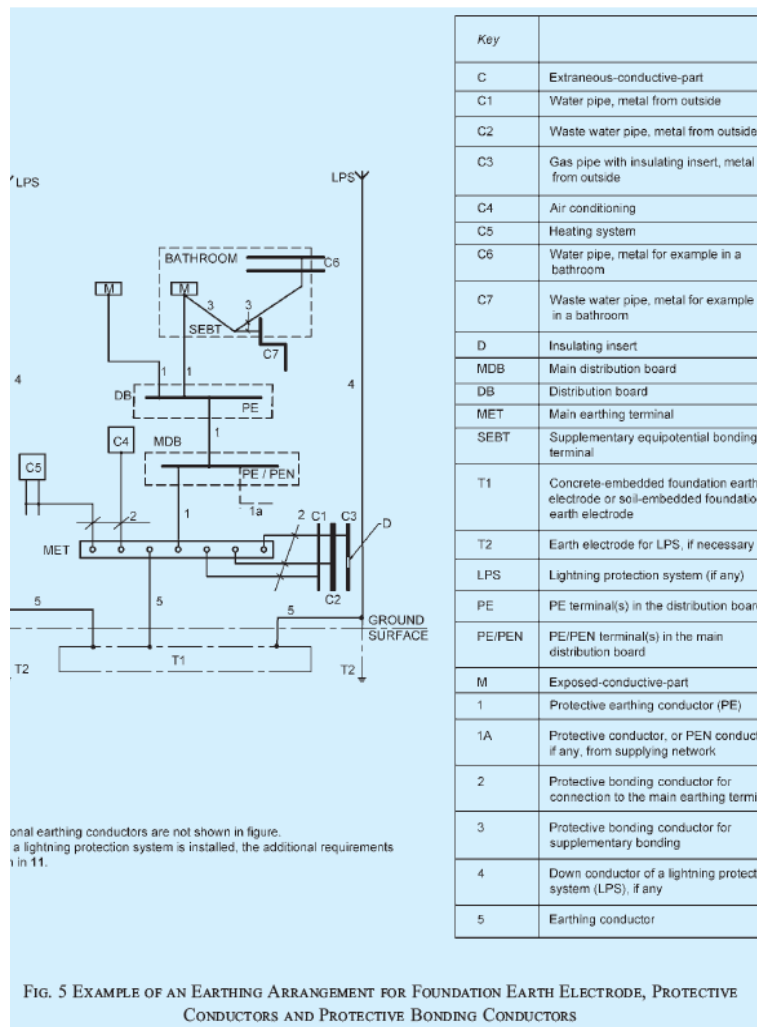 Key
C Extraneous-conductive-part
C1 Water pipe, metal from outside
C2 Waste water pipe, metal from outside
C3 Gas pipe with insulating insert, metal
from outside
C4 Air conditioning
C5 Heating system
C6 Water pipe, metal for example in a
bathroom
C7 Waste water pipe, metal for example
in a bathroom
D Insulating insert
MDB Main distribution board
DB Distribution board
MET Main earthing terminal
SEBT Supplementary equipotential bonding
terminal
T1 Concrete-embedded foundation earth
electrode or soil-embedded foundatio
earth electrode
T2 Earth electrode for LPS, if necessary
LPS Lightning protection system (if any)
PE PE terminal(s) in the distribution boar
PE/PEN PE/PEN terminal(s) in the main
distribution board
M Exposed-conductive-part
1 Protective earthing conductor (PE)
1A Protective conductor, or PEN conduc
if any, from supplying network
2 Protective bonding conductor for
connection to the main earthing termi
3 Protective bonding conductor for
supplementary bonding
4 Down conductor of a lightning protect
system (LPS), if any
5 Earthing conductor
LPS
LPS
BATHROOM
C6
M
M
3
3
SEBT
C7
4
1
1
4
DB
PE
1
C4
MDB
C5
PE / PEN
2
1
1a
2
C1
C3
D
MET
C2
5
5
5
GROUND
SURFACE
T1
T2
T2
onal earthing conductors are not shown in figure.
a lightning protection system is installed, the additional requirements
in 11.
FIG. 5 EXAMPLE OF AN EARTHING ARRANGEMENT FOR FOUNDATION EARTH ELECTRODE, PROTECTIVE
CONDUCTORS AND PROTECTIVE BONDING CONDUCTORS